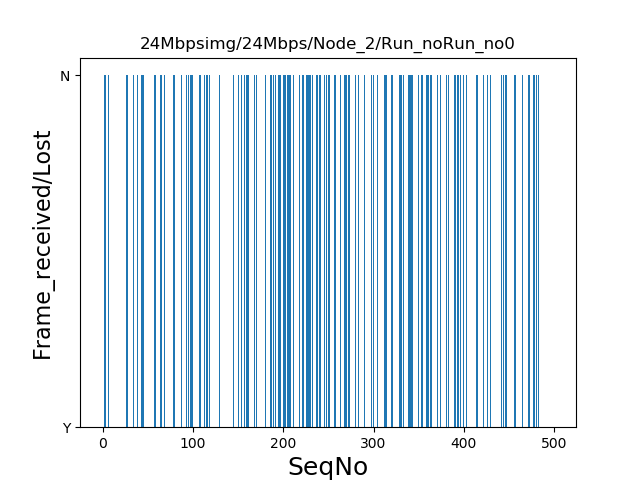 24Mbpsimg/24Mbps/Node_2/Run_noRun_no0
Frame_received/Lost
N
Y
0 100 200 300 400 500
SeqNo